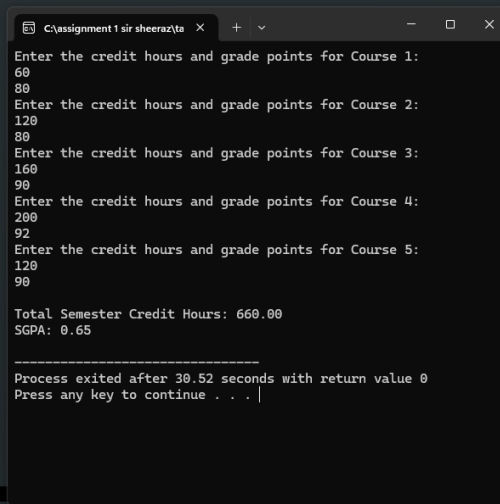 C:\assignment 1 sir sheeraz\ta
Enter the credit hours and grade points for Course 1:
60
80
Enter the credit hours and grade points for Course 2:
120
80
Enter the credit hours and grade points for Course 3:
160
90
Enter the credit hours and grade points for Course 4:
200
92
Enter the credit hours and grade points for Course 5:
120
90
Total Semester Credit Hours: 660.00
SGPA: 0.65
--------------------------------
Process exited after 30.52 seconds with return value 0
Press any key to continue . . .